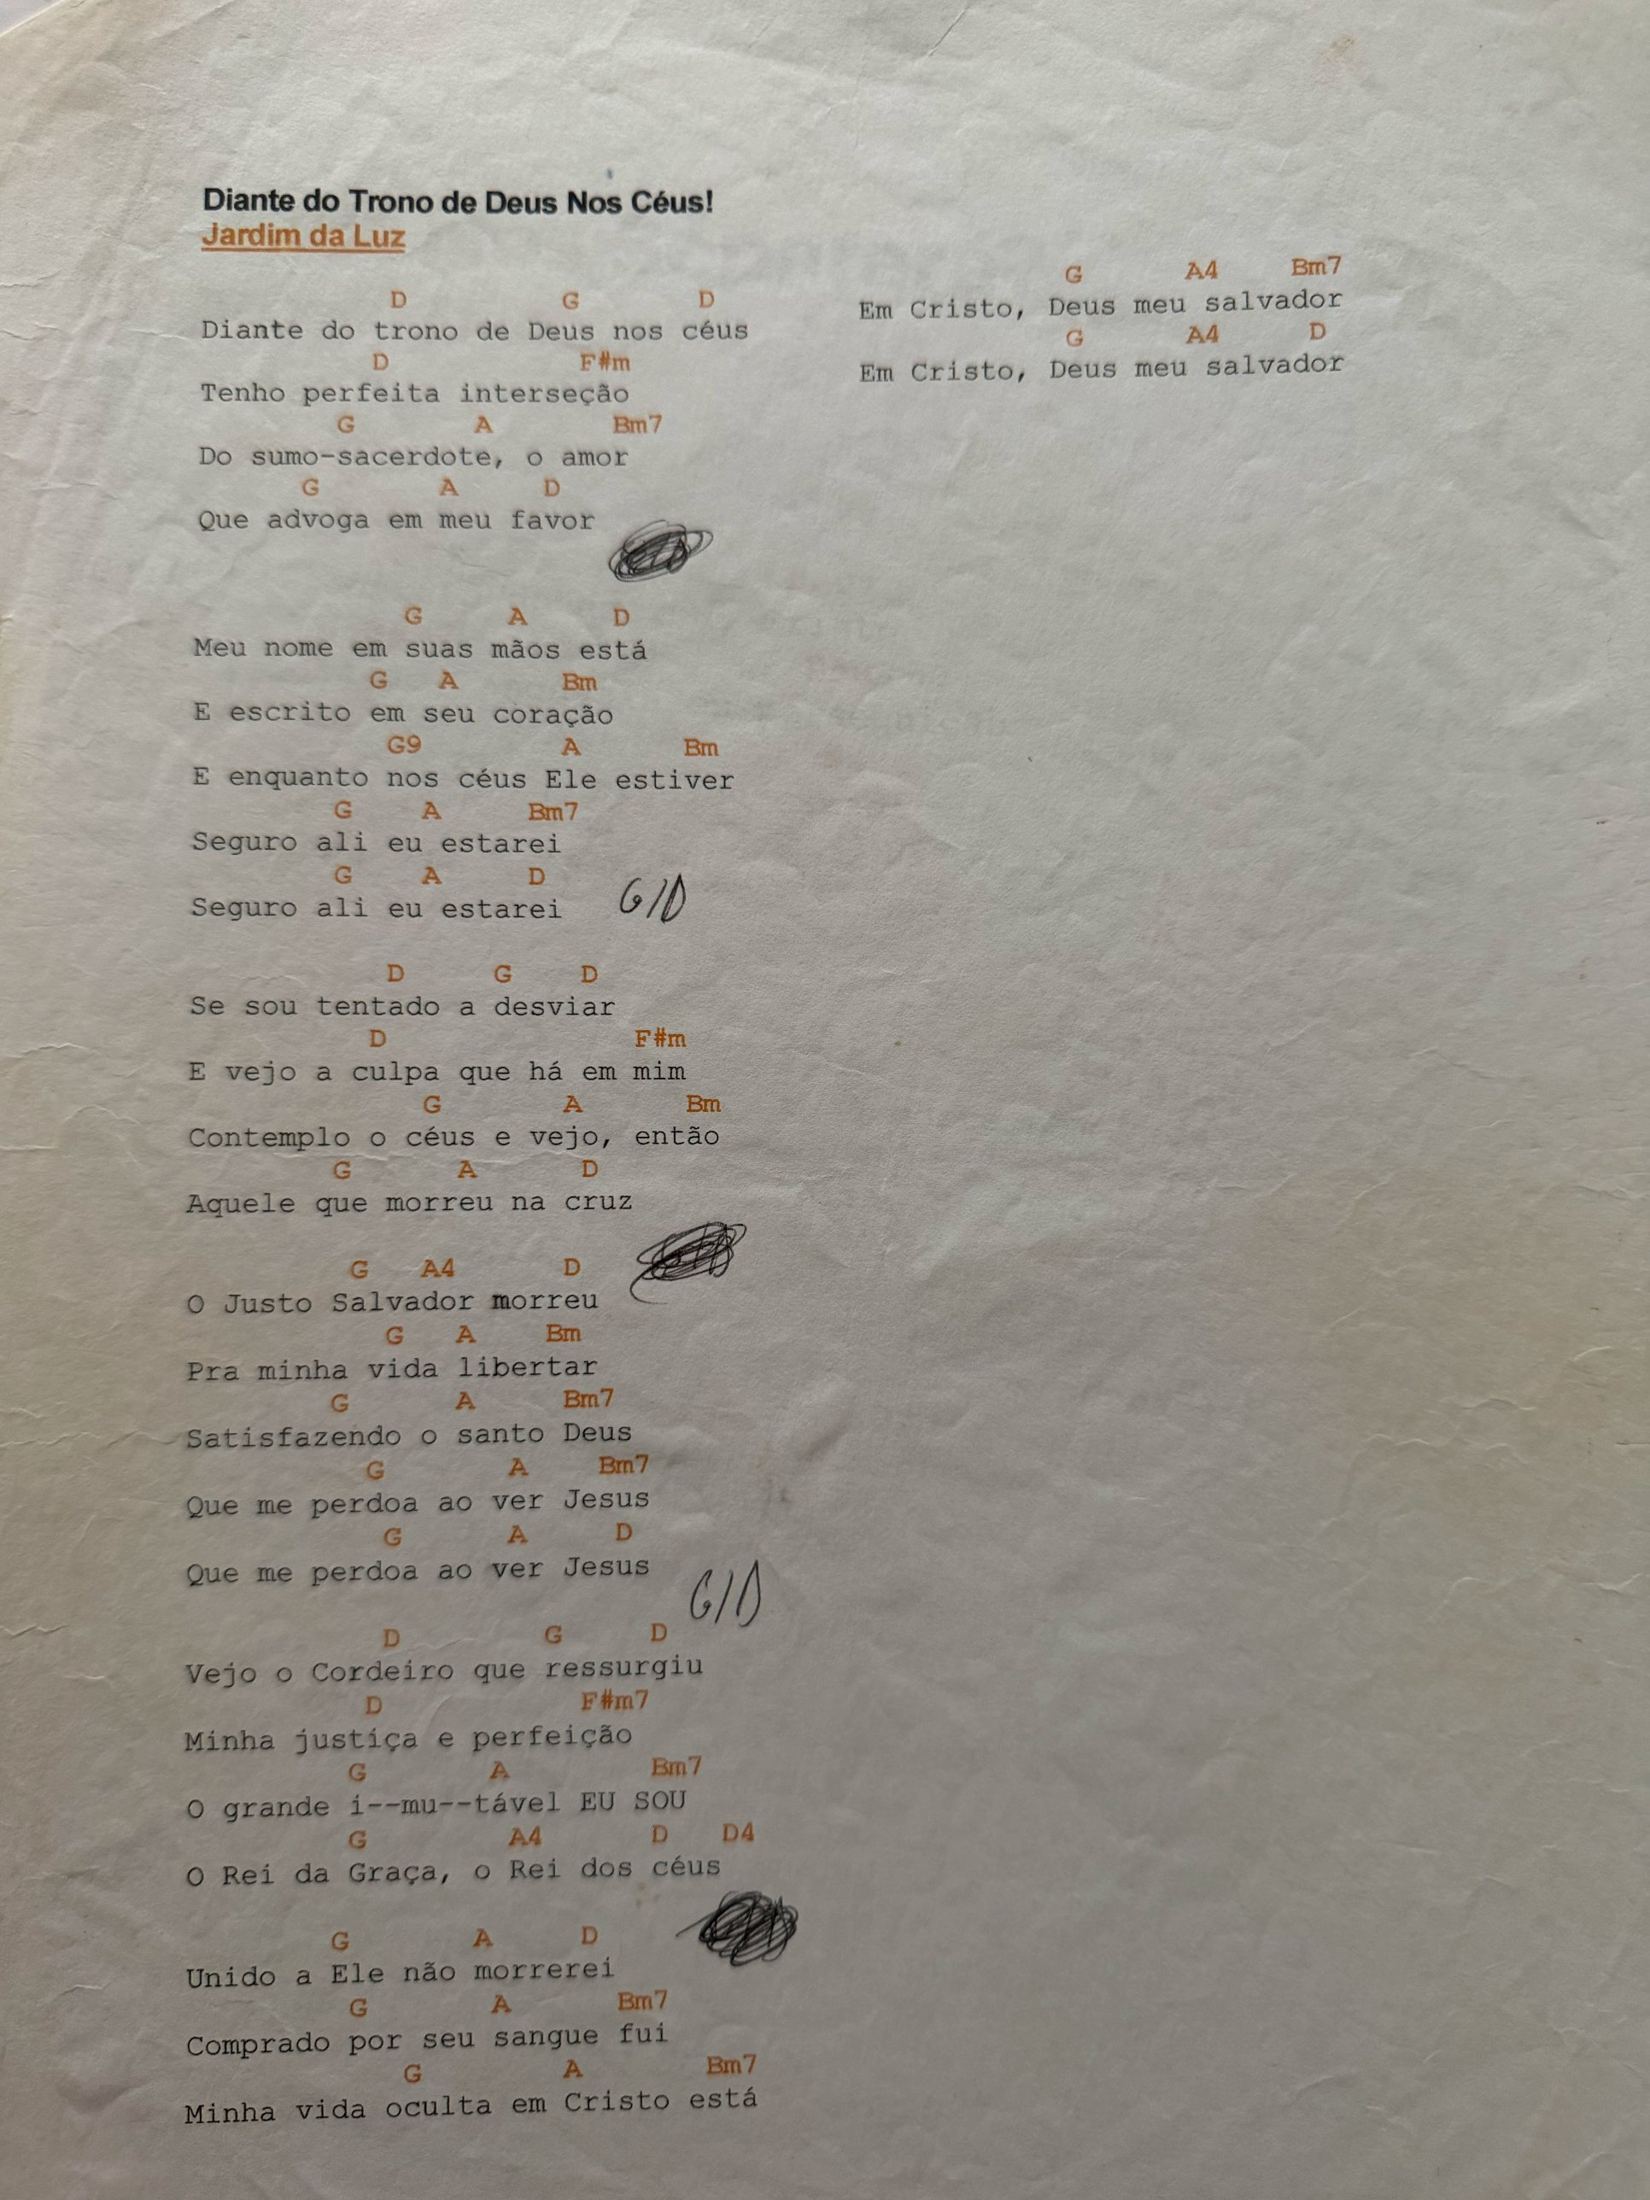 Diante do Trono de Deus Nos Céus!
Jardim da Luz
D G D
Diante do trono de Deus nos céus
D F#m
Tenho perfeita interseção
G A Bm7
Do sumo-sacerdote, o amor
G A D
Que advoga em meu favor
G A D
Meu nome em suas mãos está
G A Bm
E escrito em seu coração
G9 A Bm
E enquanto nos céus Ele estiver
G A Bm7
Seguro ali eu estarei
G A D
Seguro ali eu estarei G/D
D G D
Se sou tentado a desviar
D F#m
E vejo a culpa que há em mim
G A Bm
Contemplo o céus e vejo, então
G A D
Aquele que morreu na cruz
G A4 D
O Justo Salvador morreu
G A Bm
Pra minha vida libertar
G A Bm7
Satisfazendo o santo Deus
G A Bm7
Que me perdoa ao ver Jesus
G A D
Que me perdoa ao ver Jesus
G/D
D G D
Vejo o Cordeiro que ressurgiu
D F#m7
Minha justiça e perfeição
G A Bm7
O grande i--mu--tável EU SOU
G A4 D D4
O Rei da Graça, o Rei dos céus
G A D
Unido a Ele não morrerei
G A Bm7
Comprado por seu sangue fui
G A Bm7
Minha vida oculta em Cristo está
G A4 Bm7
Em Cristo, Deus meu salvador
G A4 D
Em Cristo, Deus meu salvador